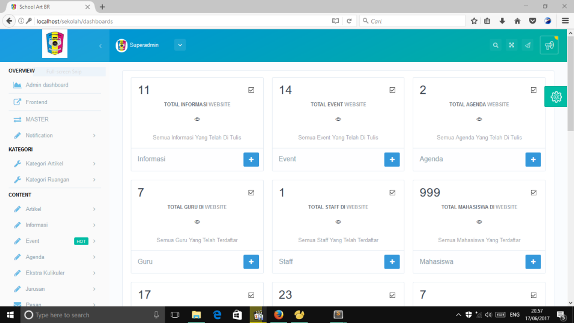 School Art BR
localhost/sekolah/dashboards
Cari
Superadmin
OVERVIEW
Admin dashboard
Frontend
MASTER
Notification
KATEGORI
Kategori Artikel
Kategori Ruangan
CONTENT
Artikel
Informasi
Event
HOT
Agenda
Ekstra Kulikuler
Jurusan
Pesan
11
TOTAL INFORMASI WEBSITE
Semua Informasi Yang Telah Di Tulis
Informasi
14
TOTAL EVENT WEBSITE
Semua Event Yang Telah Di Tulis
Event
2
TOTAL AGENDA WEBSITE
Semua Agenda Yang Telah Di Tulis
Agenda
7
TOTAL GURU DI WEBSITE
Semua Guru Yang Telah Terdaftar
Guru
1
TOTAL STAFF DI WEBSITE
Semua Staff Yang Telah Terdaftar
Staff
999
TOTAL MAHASISWA DI WEBSITE
Semua Mahasiswa Yang Telah Terdaftar
Mahasiswa
17
23
7
Type here to search
ENG
20.57
17/06/2017